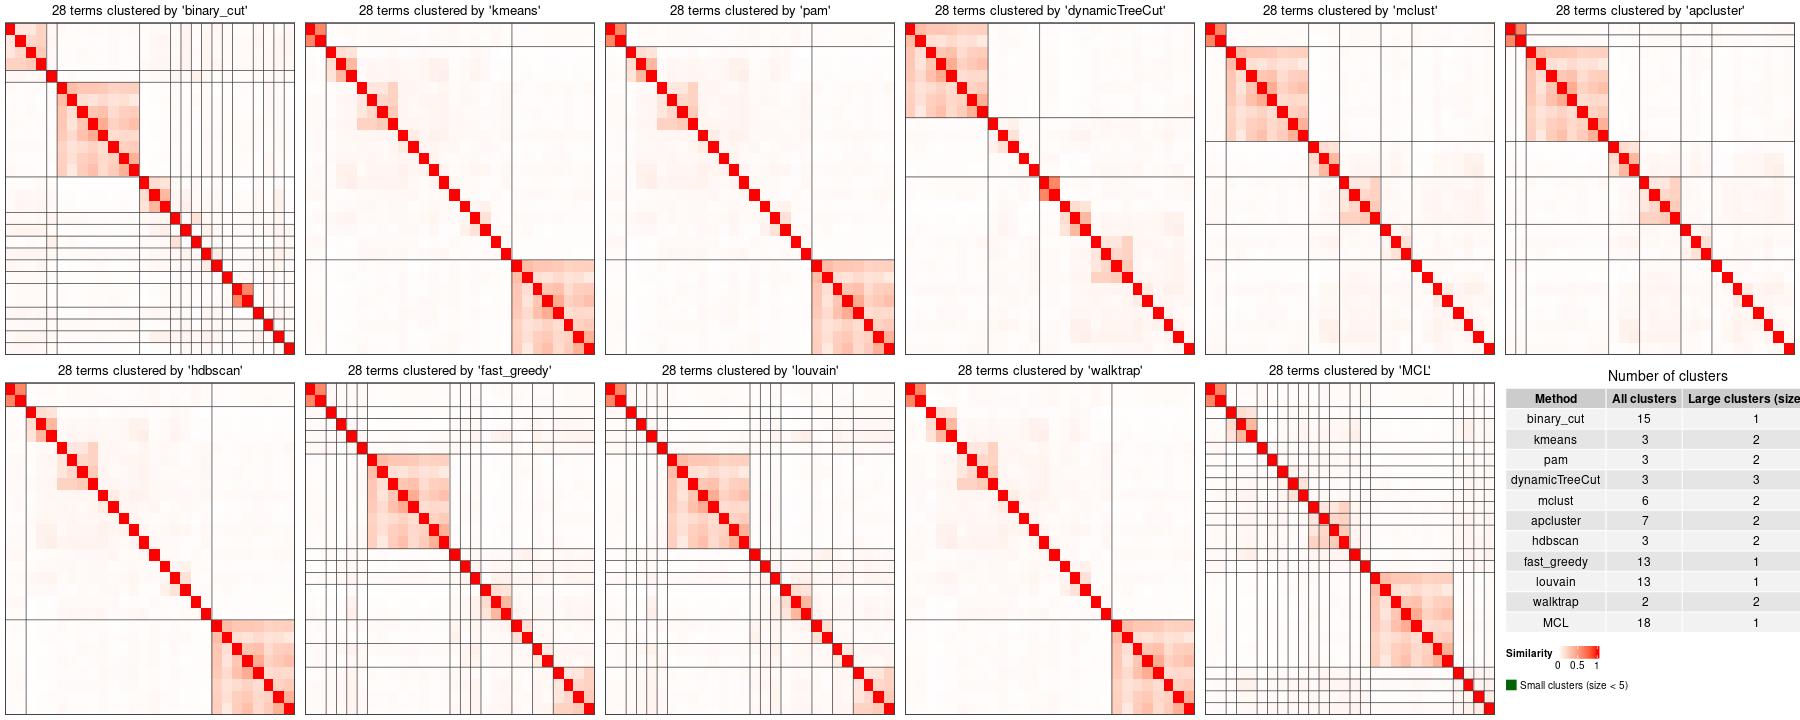 28 terms clustered by 'binary_cut'
28 terms clustered by 'kmeans'
28 terms clustered by 'pam'
28 terms clustered by 'dynamicTreeCut'
28 terms clustered by 'mclust'
28 terms clustered by 'apcluster'
28 terms clustered by 'hdbscan'
28 terms clustered by 'fast_greedy'
28 terms clustered by 'louvain'
28 terms clustered by 'walktrap'
28 terms clustered by 'MCL'
Number of clusters
Method All clusters Large clusters (size
binary_cut 15 1
kmeans 3 2
pam 3 2
dynamicTreeCut 3 3
mclust 6 2
apcluster 7 2
hdbscan 3 2
fast_greedy 13 1
louvain 13 1
walktrap 2 2
MCL 18 1
Similarity
0 0.5 1
Small clusters (size < 5)